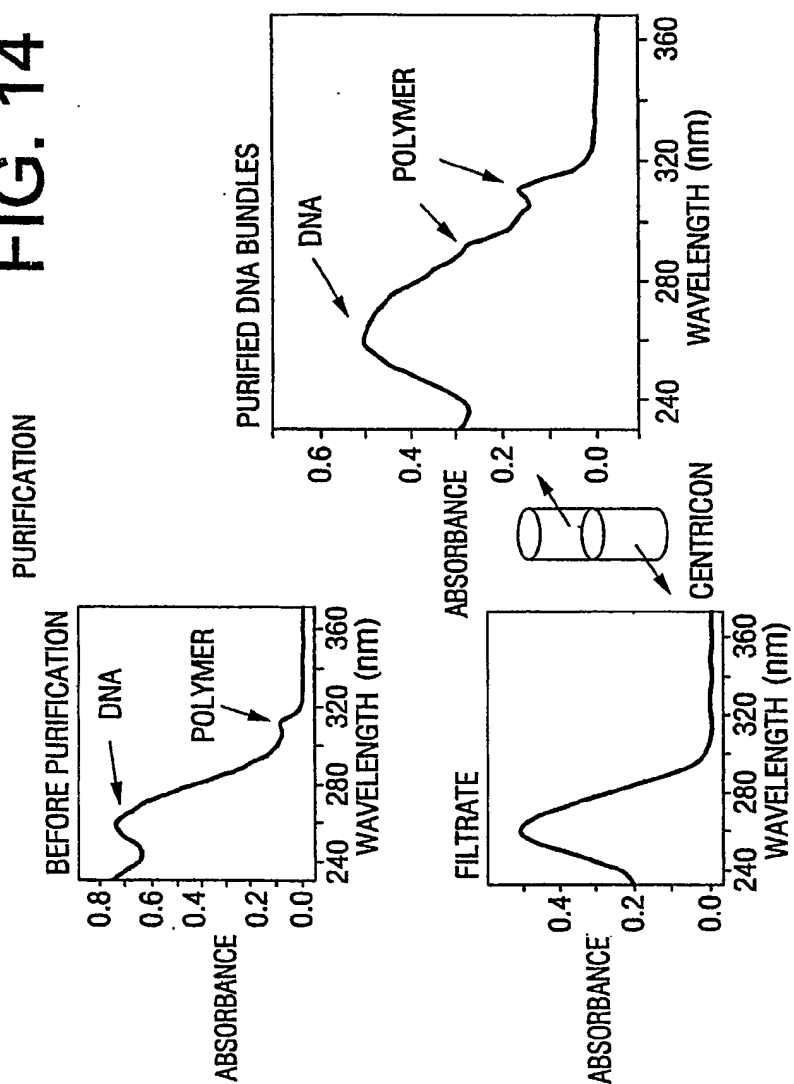 FIG. 14
PURIFICATION
BEFORE PURIFICATION
DNA
POLYMER
ABSORBANCE
0.8
0.6
0.4
0.2
0.0
240 280 320 360
WAVELENGTH (nm)
FILTRATE
ABSORBANCE
0.4
0.2
0.0
240 280 320 360
WAVELENGTH (nm)
CENTRICON
PURIFIED DNA BUNDLES
DNA
POLYMER
ABSORBANCE
0.6
0.4
0.2
0.0
240 280 320 360
WAVELENGTH (nm)